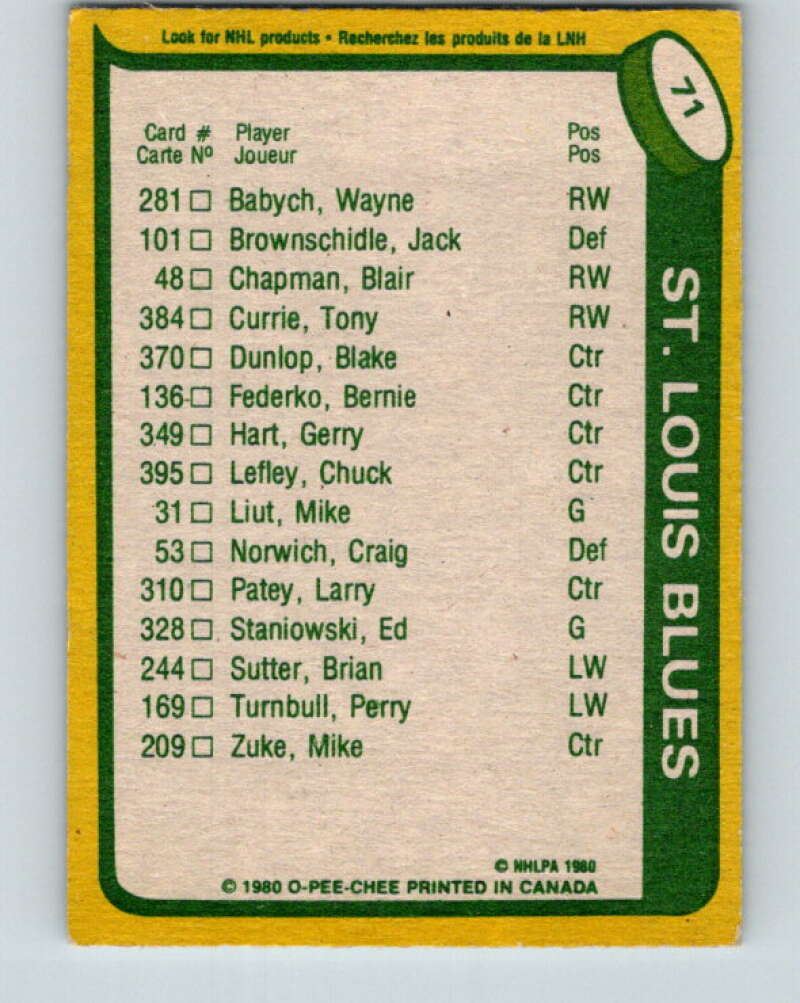 Look for NHL products • Recherchez les produits de la LNH
71
Card # Player Pos
Carte Nº Joueur Pos
281 □ Babych, Wayne RW
101 □ Brownschidle, Jack Def
48 □ Chapman, Blair RW
384 □ Currie, Tony RW
370 □ Dunlop, Blake Ctr
136 □ Federko, Bernie Ctr
349 □ Hart, Gerry Ctr
395 □ Lefley, Chuck Ctr
31 □ Liut, Mike G
53 □ Norwich, Craig Def
310 □ Patey, Larry Ctr
328 □ Staniowski, Ed G
244 □ Sutter, Brian LW
169 □ Turnbull, Perry LW
209 □ Zuke, Mike Ctr
ST. LOUIS BLUES
© NHLPA 1980
© 1980 O-PEE-CHEE PRINTED IN CANADA